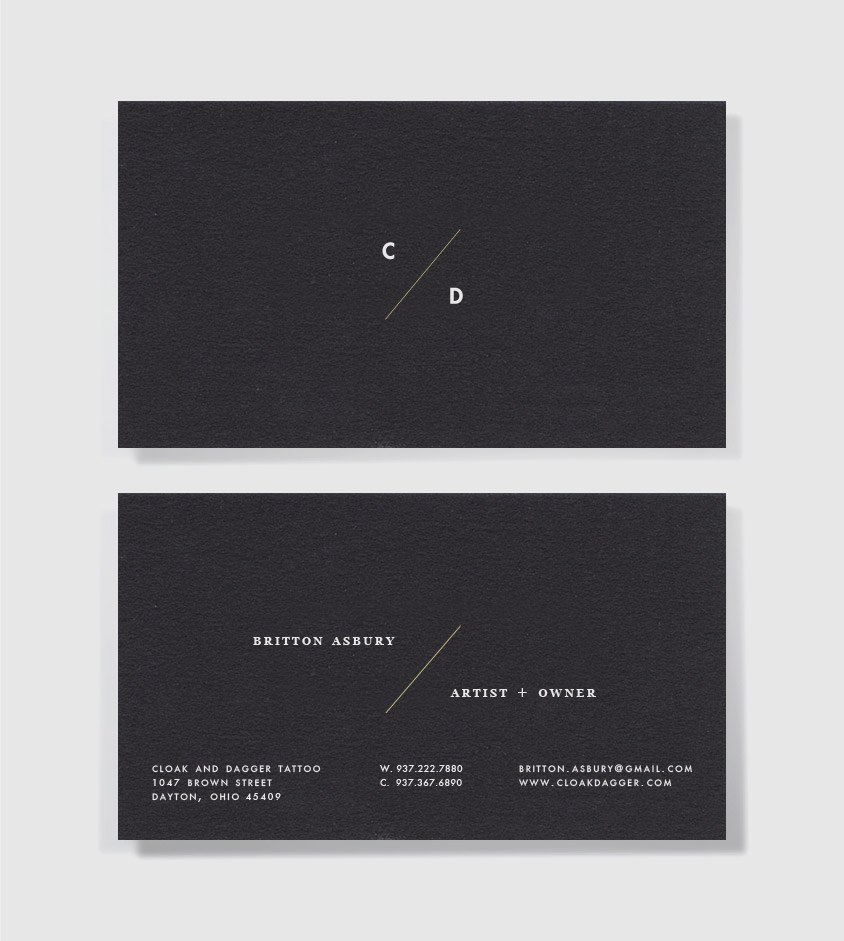 C
D
BRITTON ASBURY
ARTIST + OWNER
CLOAK AND DAGGER TATTOO
1047 BROWN STREET
DAYTON, OHIO 45409
W. 937.222.7880
C. 937.367.6890
BRITTON.ASBURY@GMAIL.COM
WWW.CLOAKDAGGER.COM